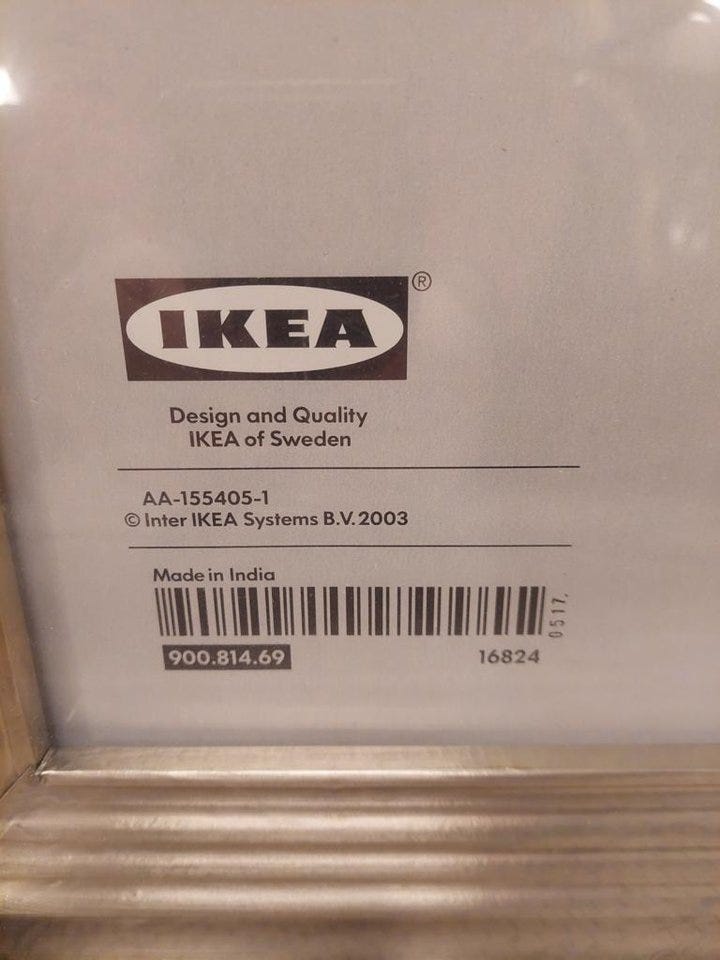 IKEA®
Design and Quality
IKEA of Sweden
AA-155405-1
© Inter IKEA Systems B.V. 2003
Made in India
0517
900.814.69
16824